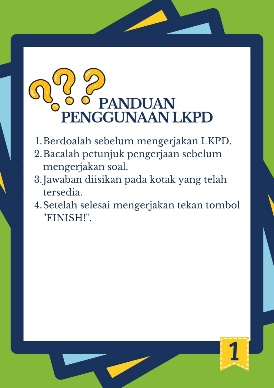 PANDUAN
PENGGUNAAN LKPD
1. Berdoalah sebelum mengerjakan LKPD.
2. Bacalah petunjuk pengerjaan sebelum
mengerjakan soal.
3. Jawaban diisikan pada kotak yang telah
tersedia.
4. Setelah selesai mengerjakan tekan tombol
"FINISH!".
1